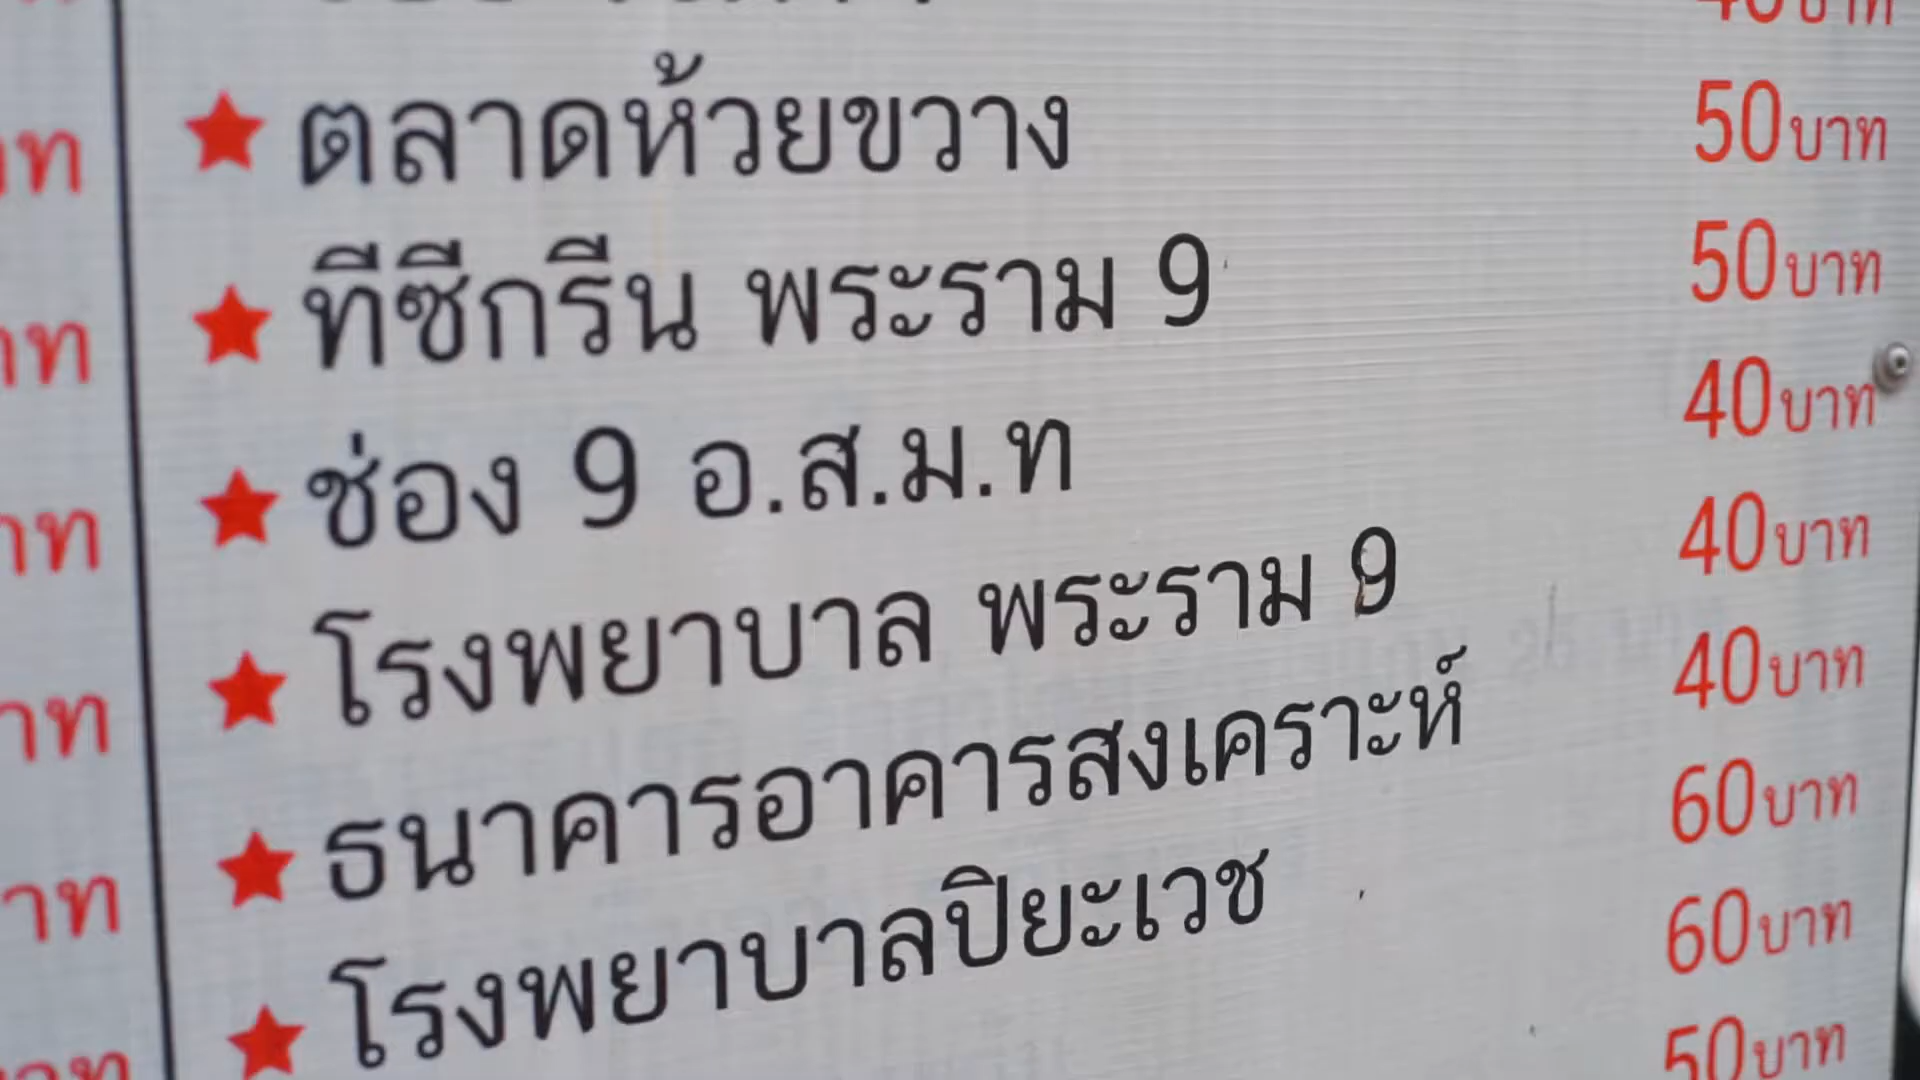 ตลาดห้วยขวาง 50บาท
ทีซีกรีน พระราม 9 50บาท
ช่อง 9 อ.ส.ม.ท 40บาท
โรงพยาบาล พระราม 9 40บาท
ธนาคารอาคารสงเคราะห์ 40บาท
โรงพยาบาลปิยะเวช 60บาท
60บาท
50บาท